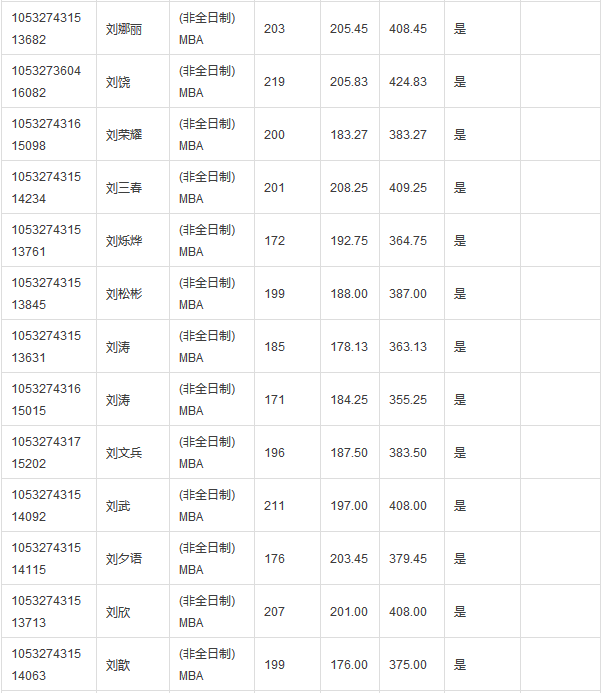 1053274315 刘娜丽 (非全日制) 203 205.45 408.45 是
13682 MBA
1053273604 刘饶 (非全日制) 219 205.83 424.83 是
16082 MBA
1053274316 刘荣耀 (非全日制) 200 183.27 383.27 是
15098 MBA
1053274315 刘三春 (非全日制) 201 208.25 409.25 是
14234 MBA
1053274315 刘烁烨 (非全日制) 172 192.75 364.75 是
13761 MBA
1053274315 刘松彬 (非全日制) 199 188.00 387.00 是
13845 MBA
1053274315 刘涛 (非全日制) 185 178.13 363.13 是
13631 MBA
1053274316 刘涛 (非全日制) 171 184.25 355.25 是
15015 MBA
1053274317 刘文兵 (非全日制) 196 187.50 383.50 是
15202 MBA
1053274315 刘武 (非全日制) 211 197.00 408.00 是
14092 MBA
1053274315 刘夕语 (非全日制) 176 203.45 379.45 是
14115 MBA
1053274315 刘欣 (非全日制) 207 201.00 408.00 是
13713 MBA
1053274315 刘歆 (非全日制) 199 176.00 375.00 是
14063 MBA